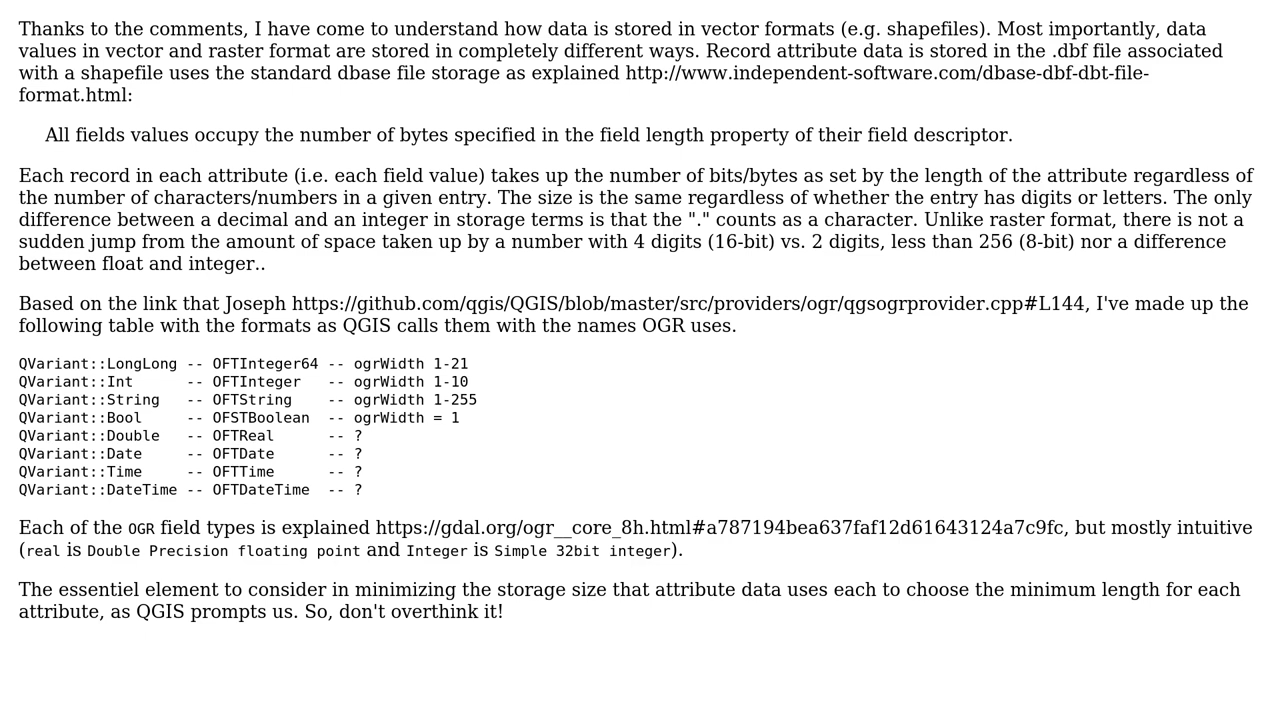 Thanks to the comments, I have come to understand how data is stored in vector formats (e.g. shapefiles). Most importantly, data
values in vector and raster format are stored in completely different ways. Record attribute data is stored in the .dbf file associated
with a shapefile uses the standard dbase file storage as explained http://www.independent-software.com/dbase-dbf-dbt-file-
format.html:
All fields values occupy the number of bytes specified in the field length property of their field descriptor.
Each record in each attribute (i.e. each field value) takes up the number of bits/bytes as set by the length of the attribute regardless of
the number of characters/numbers in a given entry. The size is the same regardless of whether the entry has digits or letters. The only
difference between a decimal and an integer in storage terms is that the "." counts as a character. Unlike raster format, there is not a
sudden jump from the amount of space taken up by a number with 4 digits (16-bit) vs. 2 digits, less than 256 (8-bit) nor a difference
between float and integer..
Based on the link that Joseph https://github.com/qgis/QGIS/blob/master/src/providers/ogr/qgsogrprovider.cpp#L144, I've made up the
following table with the formats as QGIS calls them with the names OGR uses.
QVariant::LongLong -- OFTInteger64 -- ogrWidth 1-21
QVariant::Int      -- OFTInteger   -- ogrWidth 1-10
QVariant::String   -- OFTString    -- ogrWidth 1-255
QVariant::Bool     -- OFSTBoolean  -- ogrWidth = 1
QVariant::Double   -- OFTReal      -- ?
QVariant::Date     -- OFTDate      -- ?
QVariant::Time     -- OFTTime      -- ?
QVariant::DateTime -- OFTDateTime  -- ?
Each of the OGR field types is explained https://gdal.org/ogr__core_8h.html#a787194bea637faf12d61643124a7c9fc, but mostly intuitive
(real is Double Precision floating point and Integer is Simple 32bit integer).
The essentiel element to consider in minimizing the storage size that attribute data uses each to choose the minimum length for each
attribute, as QGIS prompts us. So, don't overthink it!